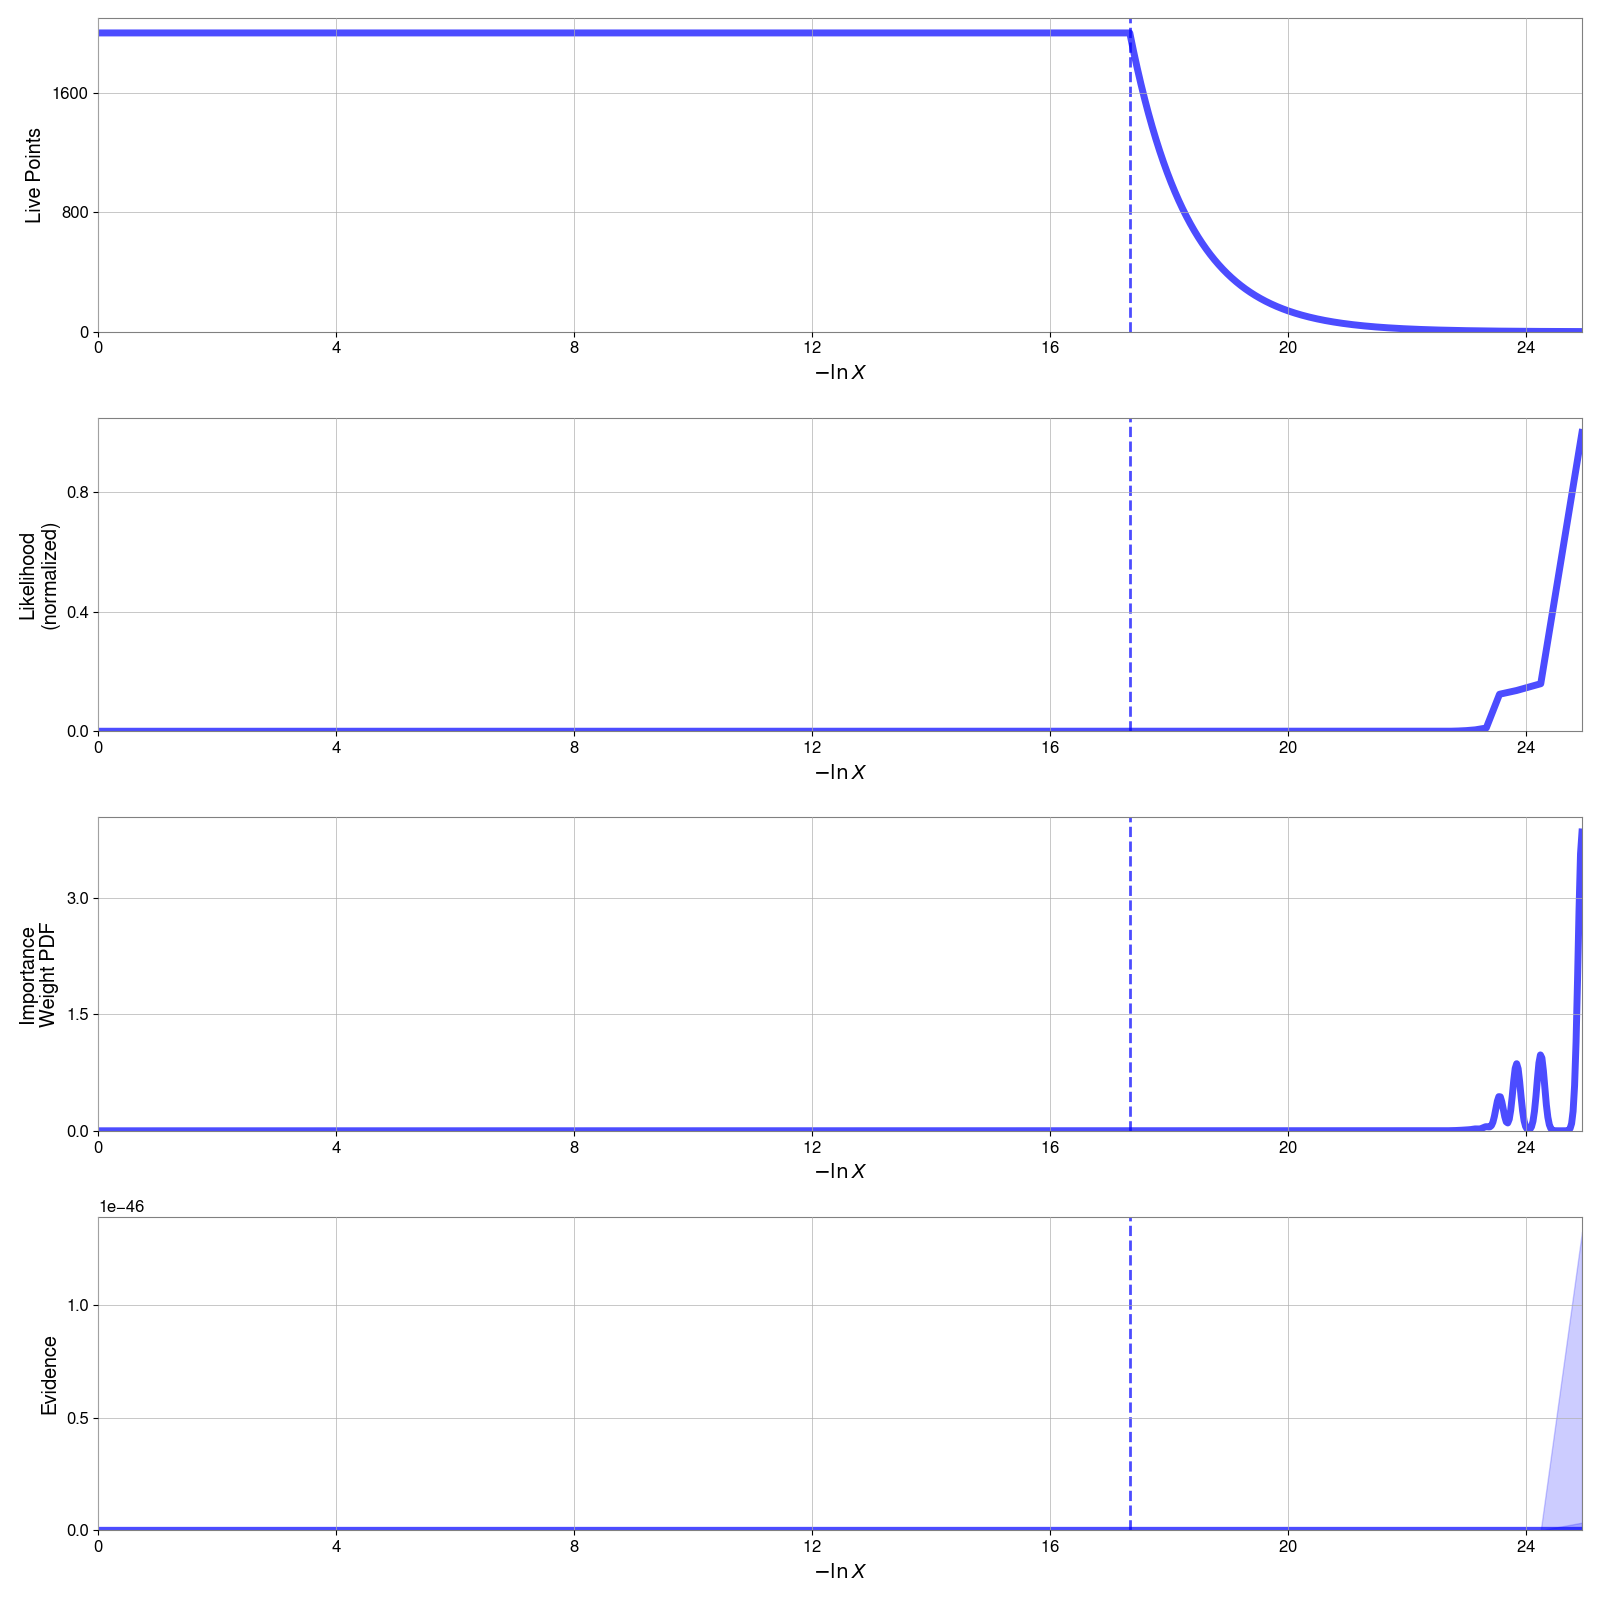 1600
800
0
Live Points
0 4 8 12 16 20 24
−ln X
0.8
0.4
0.0
Likelihood
(normalized)
0 4 8 12 16 20 24
−ln X
3.0
1.5
0.0
Importance
Weight PDF
0 4 8 12 16 20 24
−ln X
1e−46
1.0
0.5
0.0
Evidence
0 4 8 12 16 20 24
−ln X